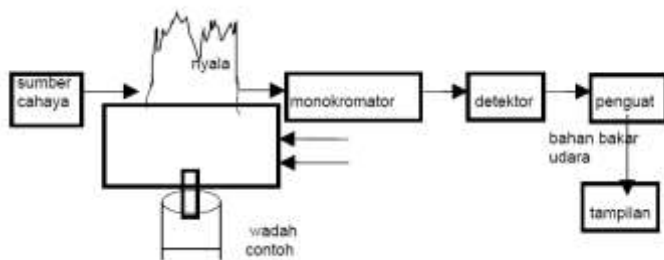 nyala
sumber
cahaya
monokromator
detektor
penguat
bahan bakar
udara
tampilan
wadah
contoh